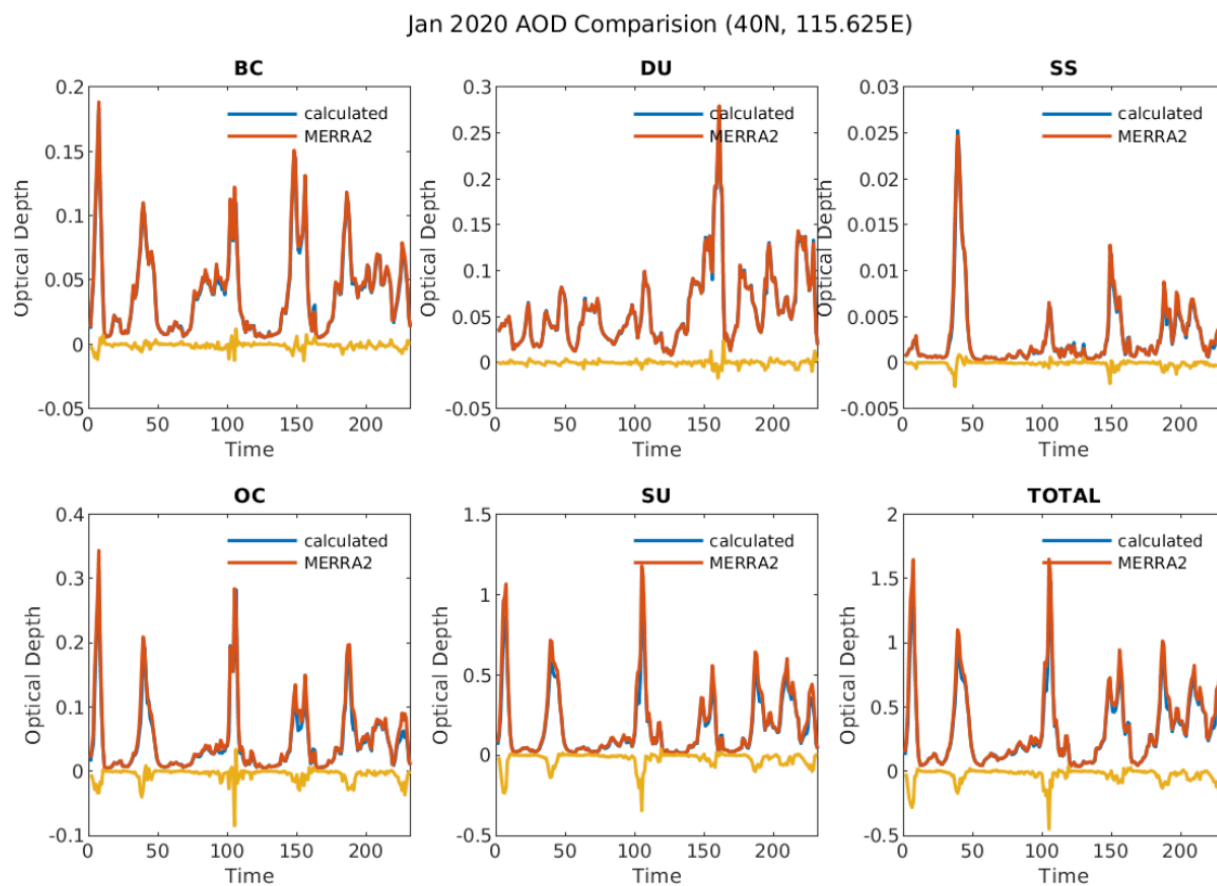 Jan 2020 AOD Comparision (40N, 115.625E)
BC
0.2
0.15
0.1
0.05
0
-0.05
Optical Depth
calculated
MERRA2
0 50 100 150 200
Time
DU
0.3
0.25
0.2
0.15
0.1
0.05
0
-0.05
Optical Depth
calculated
MERRA2
0 50 100 150 200
Time
SS
0.03
0.025
0.02
0.015
0.01
0.005
0
-0.005
Optical Depth
calculated
MERRA2
0 50 100 150 200
Time
OC
0.4
0.3
0.2
0.1
0
-0.1
Optical Depth
calculated
MERRA2
0 50 100 150 200
Time
SU
1.5
1
0.5
0
-0.5
Optical Depth
calculated
MERRA2
0 50 100 150 200
Time
TOTAL
2
1.5
1
0.5
0
-0.5
Optical Depth
calculated
MERRA2
0 50 100 150 200
Time